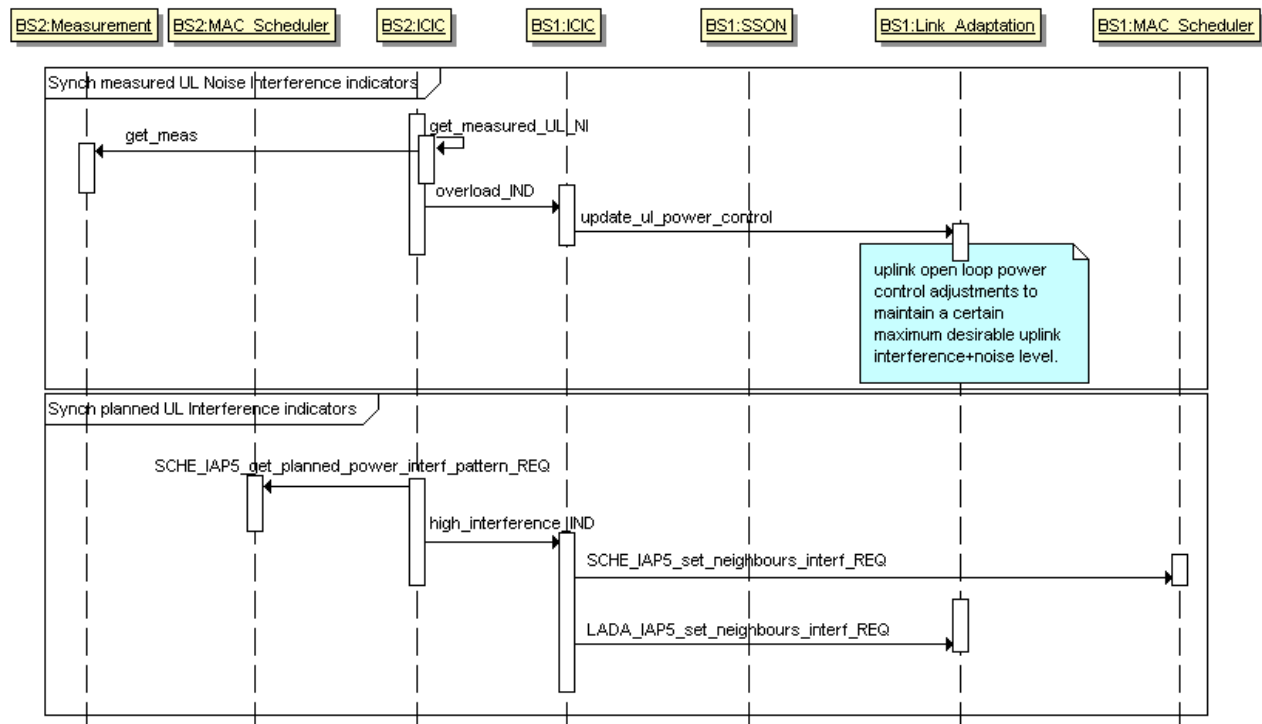 BS2:Measurement BS2:MAC_Scheduler BS2:ICIC BS1:ICIC BS1:SSON BS1:Link_Adaptation BS1:MAC_Scheduler
Synch measured UL Noise Interference indicators
get_measured_UL_NI
get_meas
overload_IND
update_ul_power_control
uplink open loop power
control adjustments to
maintain a certain
maximum desirable uplink
interference+noise level.
Synch planned UL Interference indicators
SCHE_IAP5_get_planned_power_interf_pattern_REQ
high_interference_IND
SCHE_IAP5_set_neighbours_interf_REQ
LADA_IAP5_set_neighbours_interf_REQ